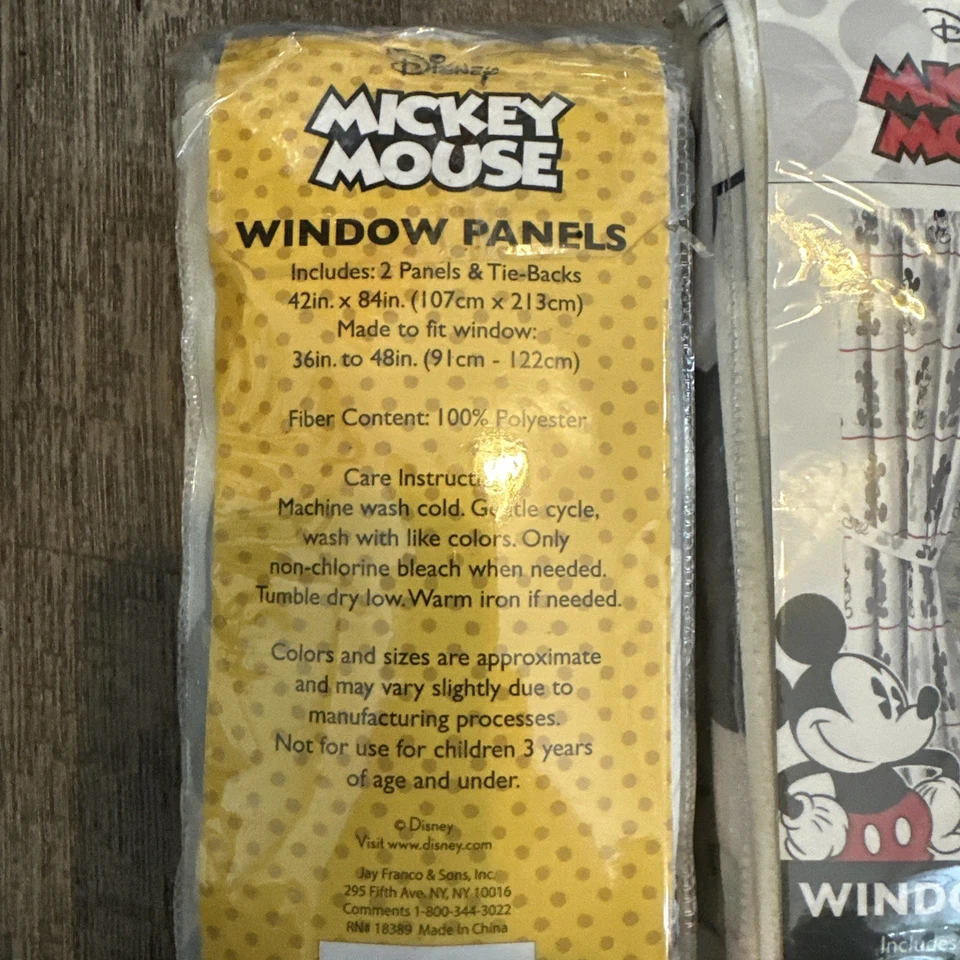 Disney
MICKEY
MOUSE
WINDOW PANELS
Includes: 2 Panels & Tie-Backs
42in. x 84in. (107cm x 213cm)
Made to fit window:
36in. to 48in. (91cm - 122cm)
Fiber Content: 100% Polyester
Care
Machine wash cold. cycle,
wash with like colors. Only
non-chlorine bleach when needed.
Tumble dry low. Warm iron if needed.
Colors and sizes are approximate
and may vary slightly due to
manufacturing processes.
Not for use for children 3 years
of age and under.
© Disney
Visit www.disney.com
Jay Franco & Sons, Inc.
295 Fifth Ave. NY, NY 10016
Comments 1-800-344-3022
RN# 18389 Made In China
Includes